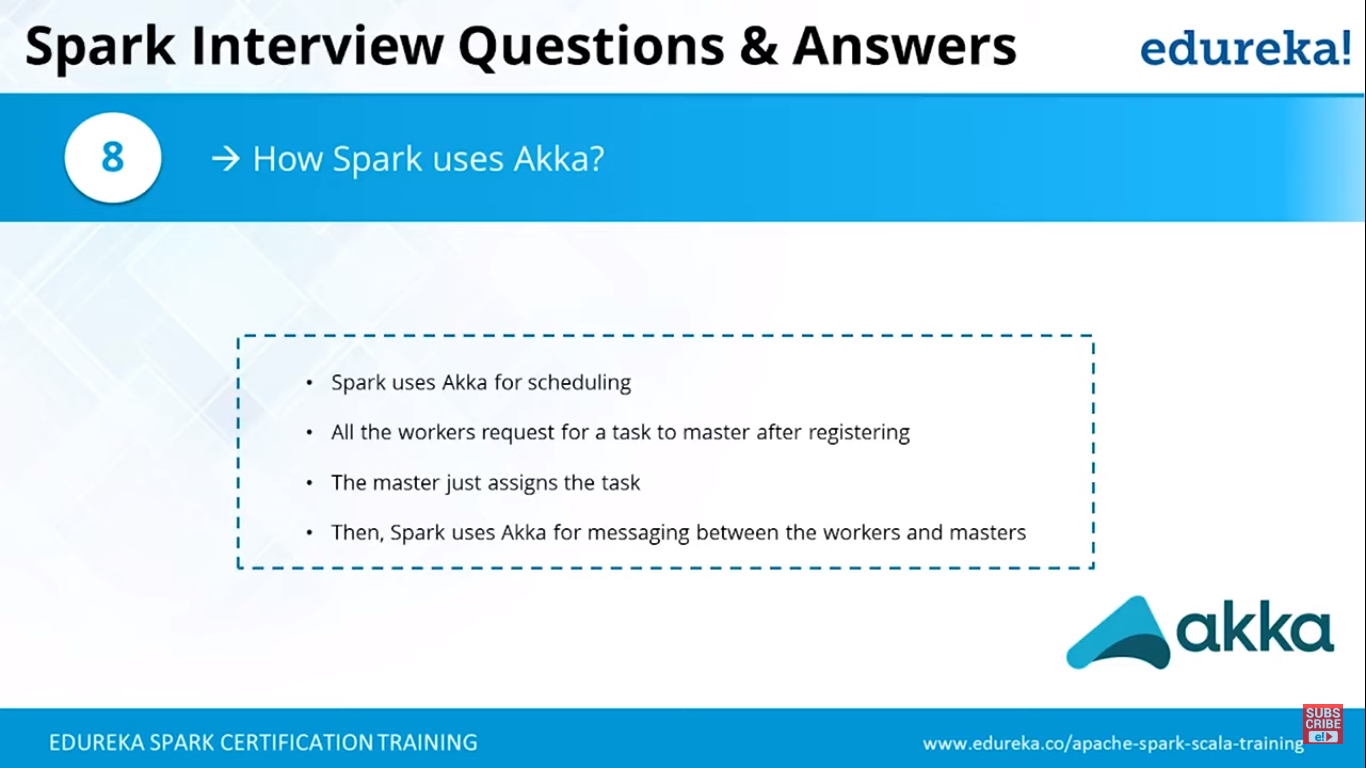 Spark Interview Questions & Answers
edureka!
8
→ How Spark uses Akka?
• Spark uses Akka for scheduling
• All the workers request for a task to master after registering
• The master just assigns the task
• Then, Spark uses Akka for messaging between the workers and masters
akka
SUBS
CRIBE
e!
EDUREKA SPARK CERTIFICATION TRAINING
www.edureka.co/apache-spark-scala-training